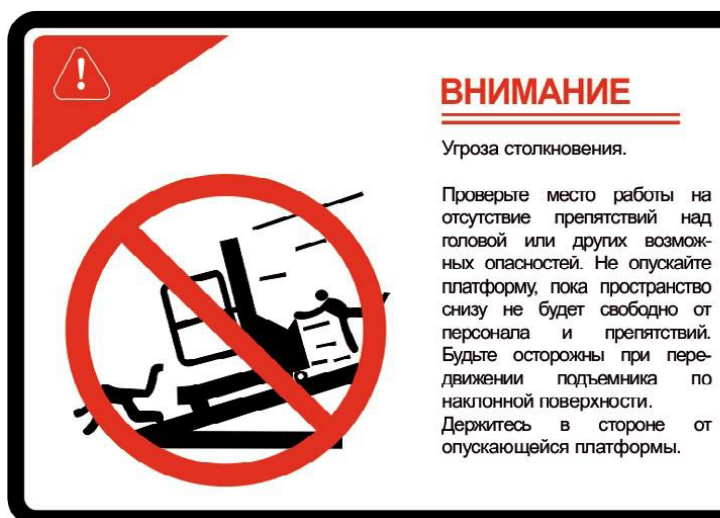 ВНИМАНИЕ
Угроза столкновения.
Проверьте место работы на
отсутствие препятствий над
головой или других возмож-
ных опасностей. Не опускайте
платформу, пока пространство
снизу не будет свободно от
персонала и препятствий.
Будьте осторожны при пере-
движении подъемника по
наклонной поверхности.
Держитесь в стороне от
опускающейся платформы.